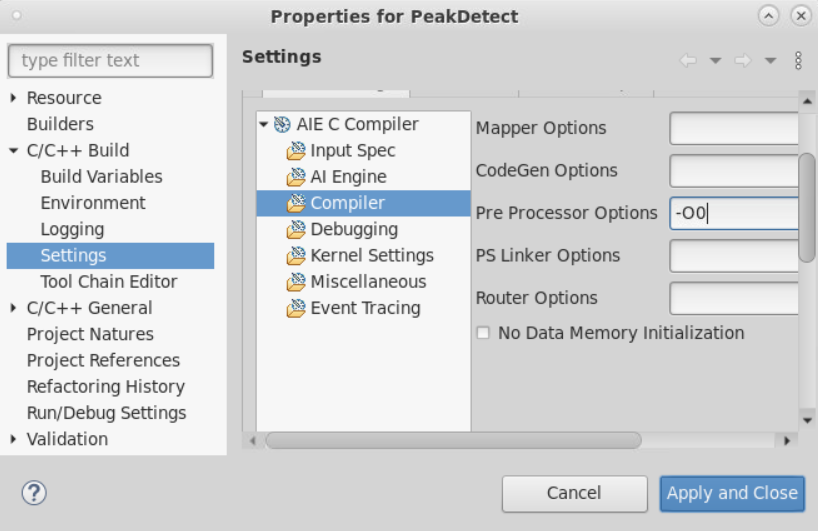 Properties for PeakDetect
type filter text
Resource
Builders
C/C++ Build
Build Variables
Environment
Logging
Settings
Tool Chain Editor
C/C++ General
Project Natures
Project References
Refactoring History
Run/Debug Settings
Validation
Settings
AIE C Compiler
Input Spec
AI Engine
Compiler
Debugging
Kernel Settings
Miscellaneous
Event Tracing
Mapper Options
CodeGen Options
Pre Processor Options -O0
PS Linker Options
Router Options
No Data Memory Initialization
?
Cancel
Apply and Close